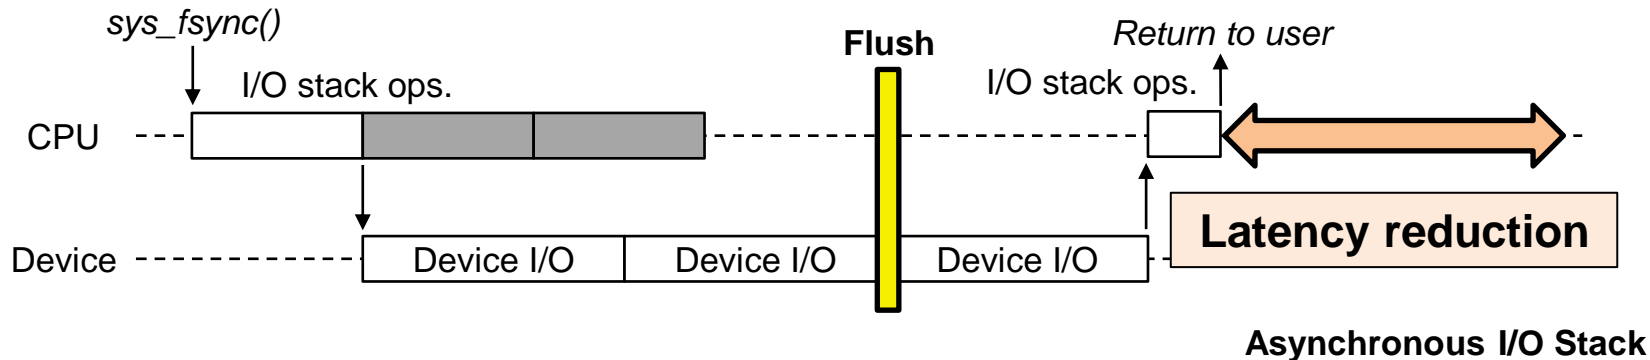 sys_fsync()
Flush
Return to user
I/O stack ops.
I/O stack ops.
CPU
Latency reduction
Device
Device I/O
Device I/O
Device I/O
Asynchronous I/O Stack